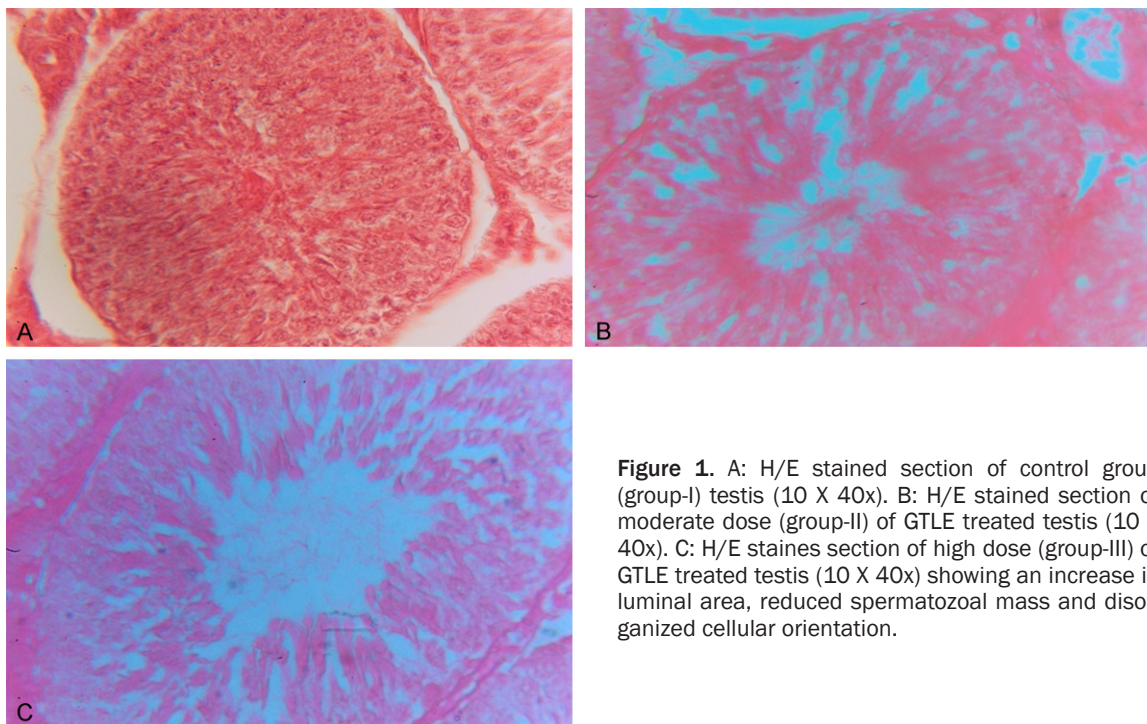 A
B
C
Figure 1. A: H/E stained section of control grou
(group-I) testis (10 X 40x). B: H/E stained section o
moderate dose (group-II) of GTLE treated testis (10
40x). C: H/E staines section of high dose (group-III) o
GTLE treated testis (10 X 40x) showing an increase i
luminal area, reduced spermatozoal mass and diso
ganized cellular orientation.